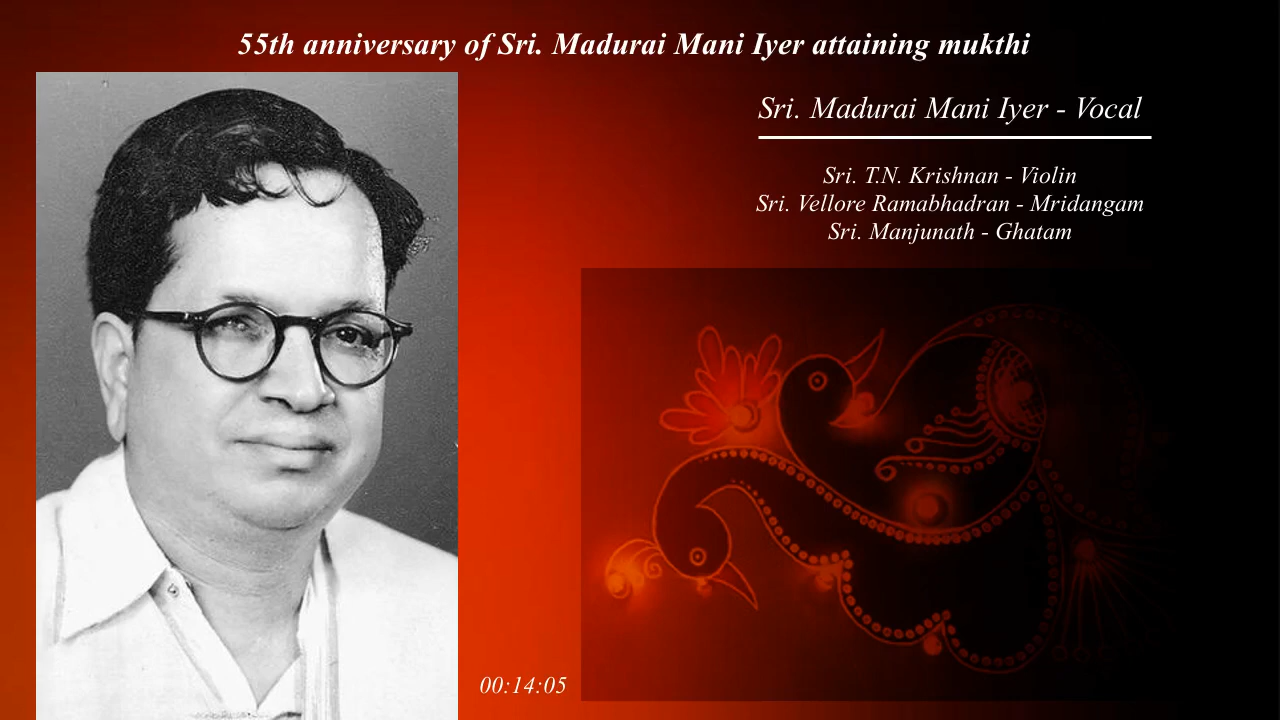 55th anniversary of Sri. Madurai Mani Iyer attaining mukthi
Sri. Madurai Mani Iyer - Vocal
Sri. T.N. Krishnan - Violin
Sri. Vellore Ramabhadran - Mridangam
Sri. Manjunath - Ghatam
00:14:05